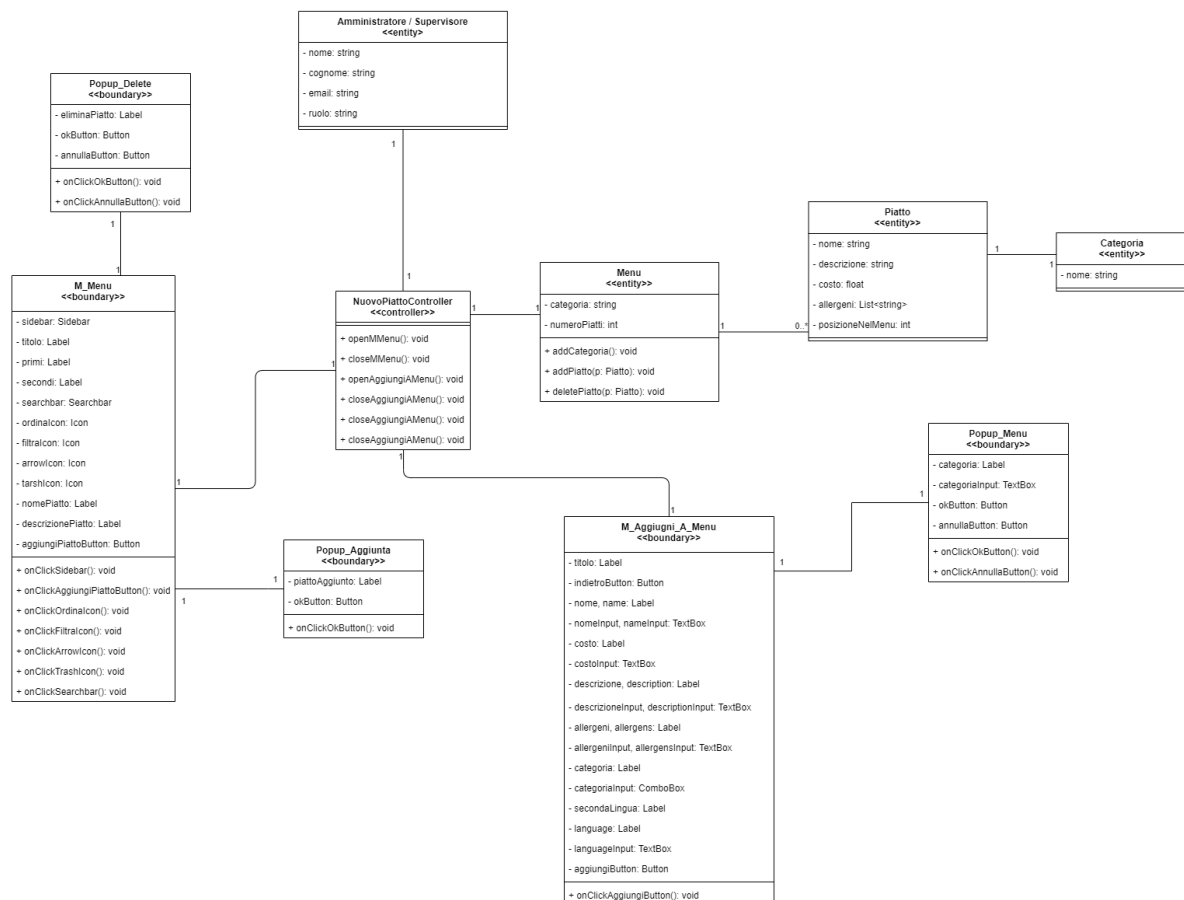 Amministratore / Supervisore
<<entity>
- nome: string
- cognome: string
- email: string
- ruolo: string
1
Popup_Delete
<<boundary>>
- eliminaPiatto: Label
- okButton: Button
- annullaButton: Button
+ onClickOkButton(): void
+ onClickAnnullaButton(): void
1
1
M_Menu
<<boundary>>
- sidebar: Sidebar
- titolo: Label
- primi: Label
- secondi: Label
- searchbar: Searchbar
- ordinaIcon: Icon
- filtraIcon: Icon
- arrowIcon: Icon
- tarshIcon: Icon
- nomePiatto: Label
- descrizionePiatto: Label
- aggiungiPiattoButton: Button
+ onClickSidebar(): void
+ onClickAggiungiPiattoButton(): void
+ onClickOrdinaIcon(): void
+ onClickFiltraIcon(): void
+ onClickArrowIcon(): void
+ onClickTrashIcon(): void
+ onClickSearchbar(): void
1
1
1
NuovoPiattoController
<<controller>>
+ openMMenu(): void
+ closeMMenu(): void
+ openAggiungiAMenu(): void
+ closeAggiungiAMenu(): void
+ closeAggiungiAMenu(): void
+ closeAggiungiAMenu(): void
1
1
1
1
Menu
<<entity>>
- categoria: string
- numeroPiatti: int
+ addCategoria(): void
+ addPiatto(p: Piatto): void
+ deletePiatto(p: Piatto): void
1
0..*
Piatto
<<entity>>
- nome: string
- descrizione: string
- costo: float
- allergeni: List<string>
- posizioneNelMenu: int
1
1
Categoria
<<entity>>
- nome: string
Popup_Aggiunta
<<boundary>>
- piattoAggiunto: Label
- okButton: Button
+ onClickOkButton(): void
1
1
M_Aggiugni_A_Menu
<<boundary>>
- titolo: Label
- indietroButton: Button
- nome, name: Label
- nomeInput, nameInput: TextBox
- costo: Label
- costoInput: TextBox
- descrizione, description: Label
- descrizioneInput, descriptionInput: TextBox
- allergeni, allergens: Label
- allergeniInput, allergensInput: TextBox
- categoria: Label
- categoriaInput: ComboBox
- secondaLingua: Label
- language: Label
- languageInput: TextBox
- aggiungiButton: Button
+ onClickAggiungiButton(): void
1
1
Popup_Menu
<<boundary>>
- categoria: Label
- categoriaInput: TextBox
- okButton: Button
- annullaButton: Button
+ onClickOkButton(): void
+ onClickAnnullaButton(): void